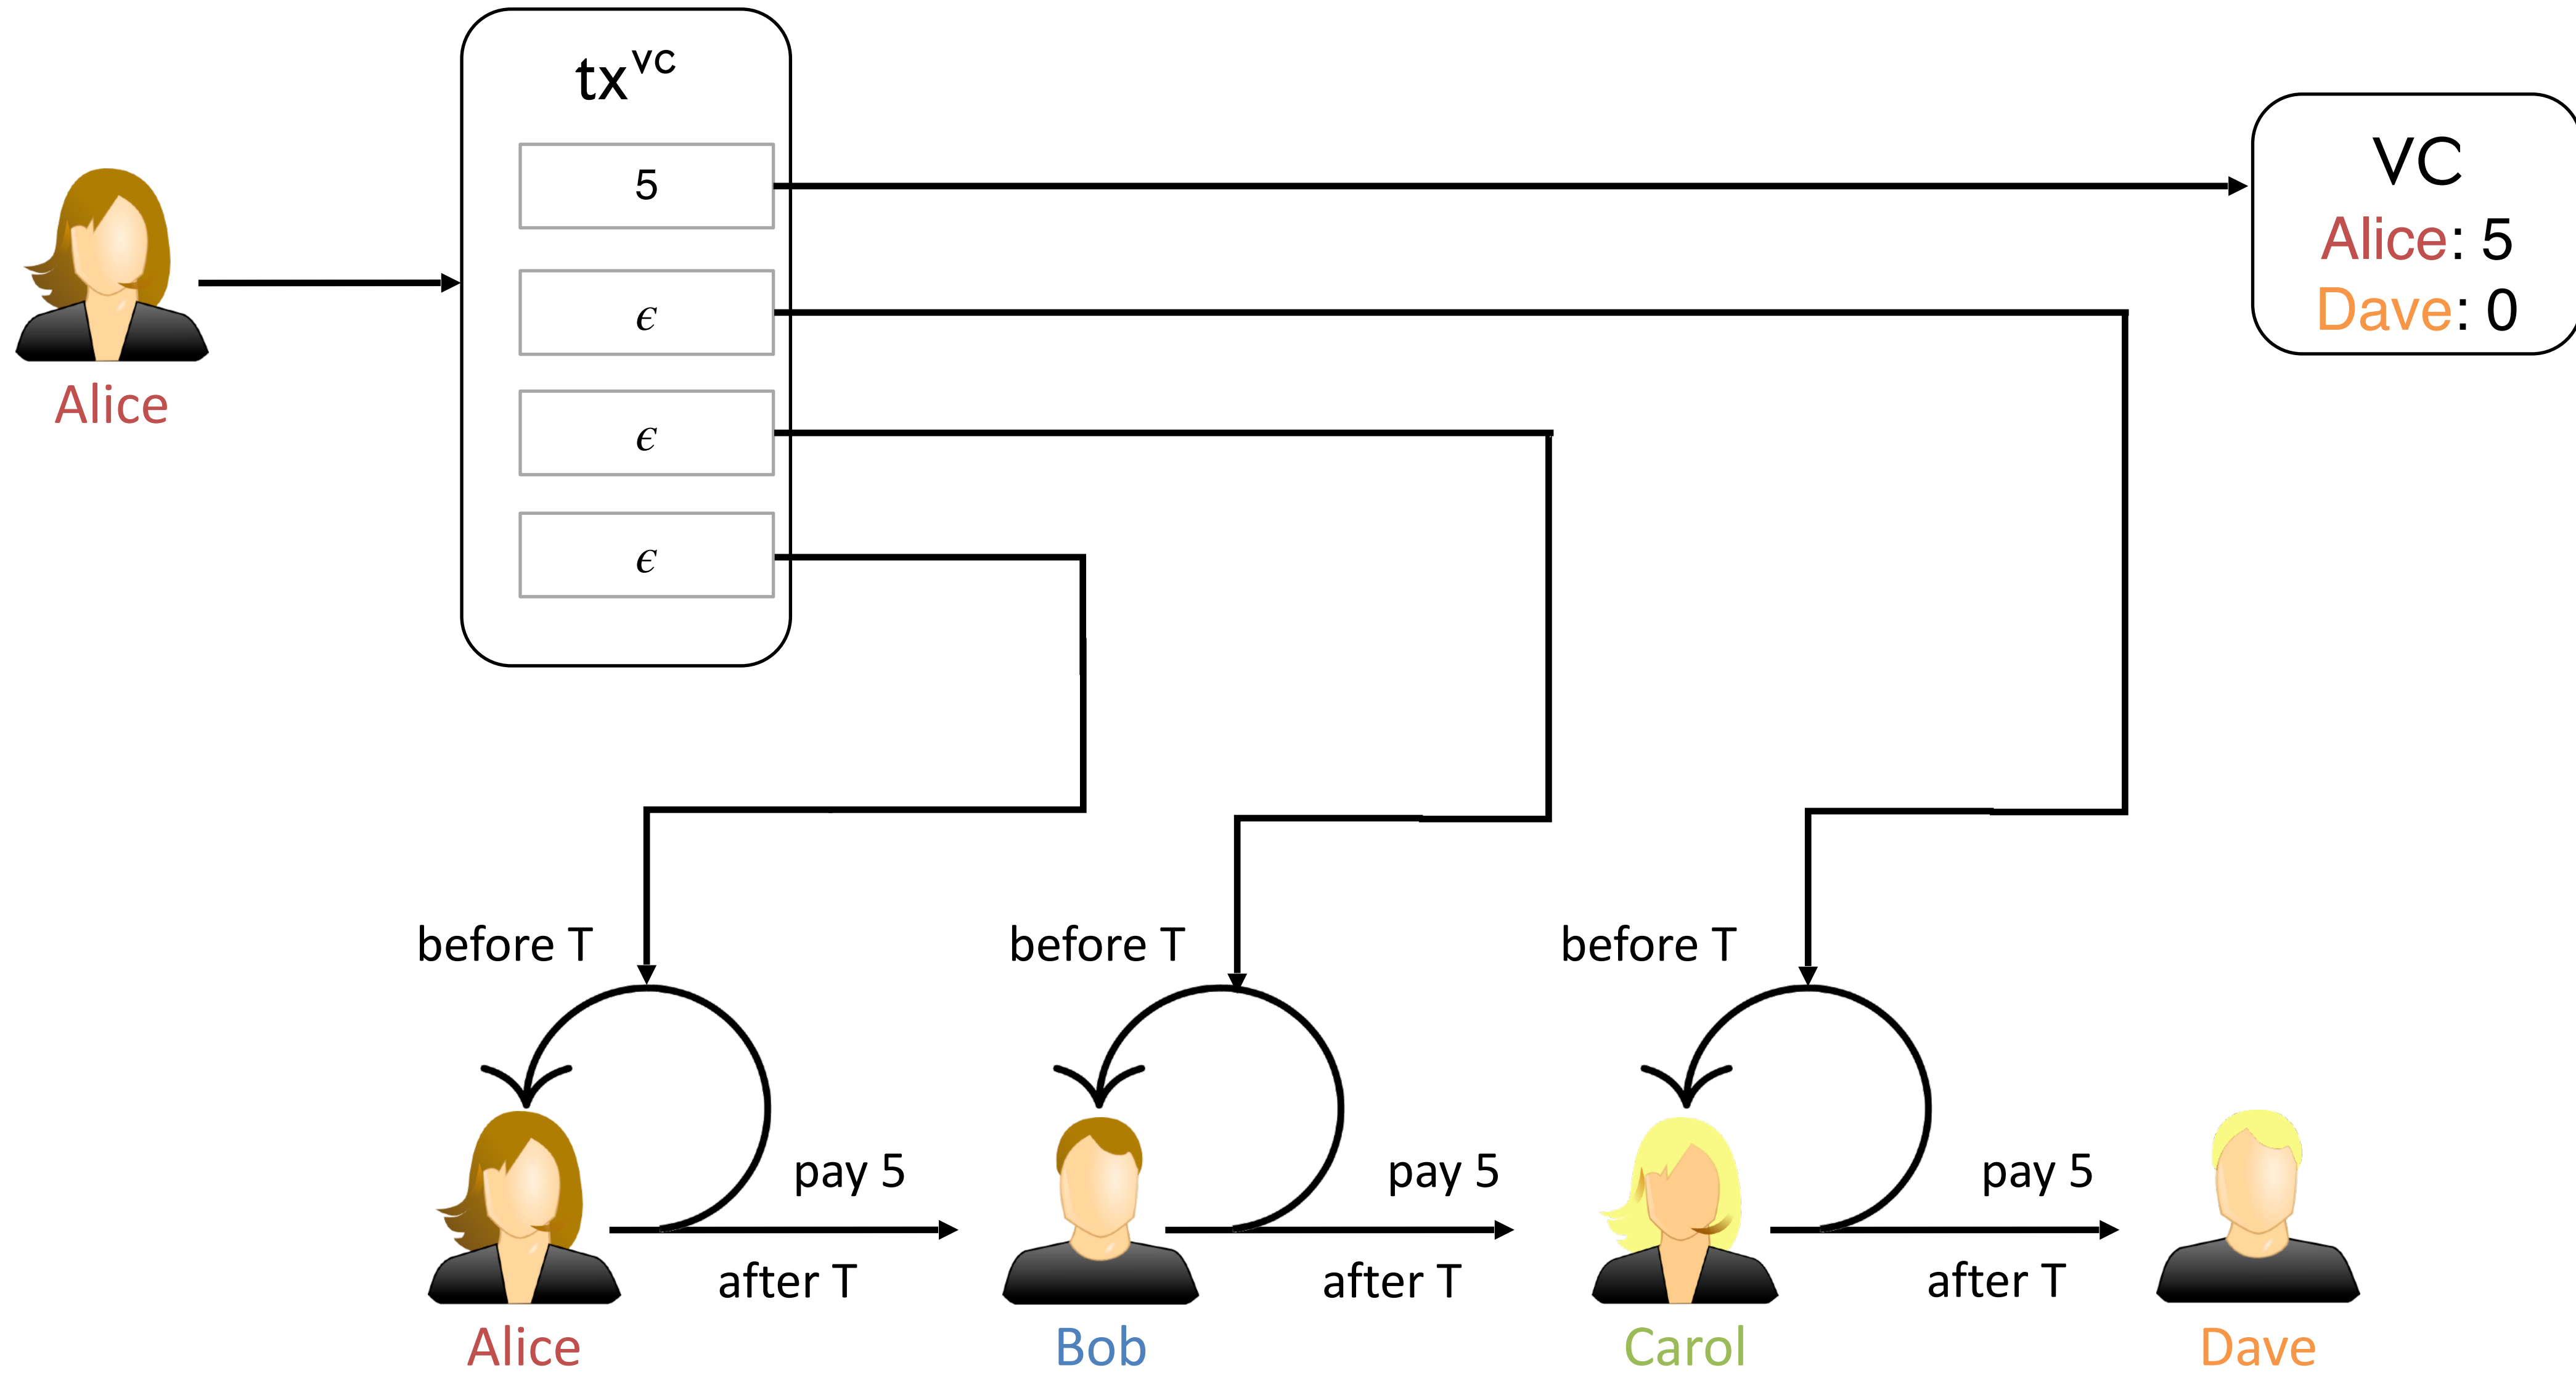 tx^VC
5
ϵ
ϵ
ϵ
VC
Alice: 5
Dave: 0
Alice
before T
before T
before T
pay 5
pay 5
pay 5
after T
after T
after T
Alice
Bob
Carol
Dave